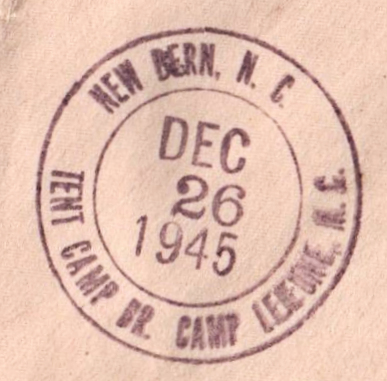 NEW BERN, N. C.
DEC
26
1945
TENT CAMP BR. CAMP LEJEUNE, N. C.